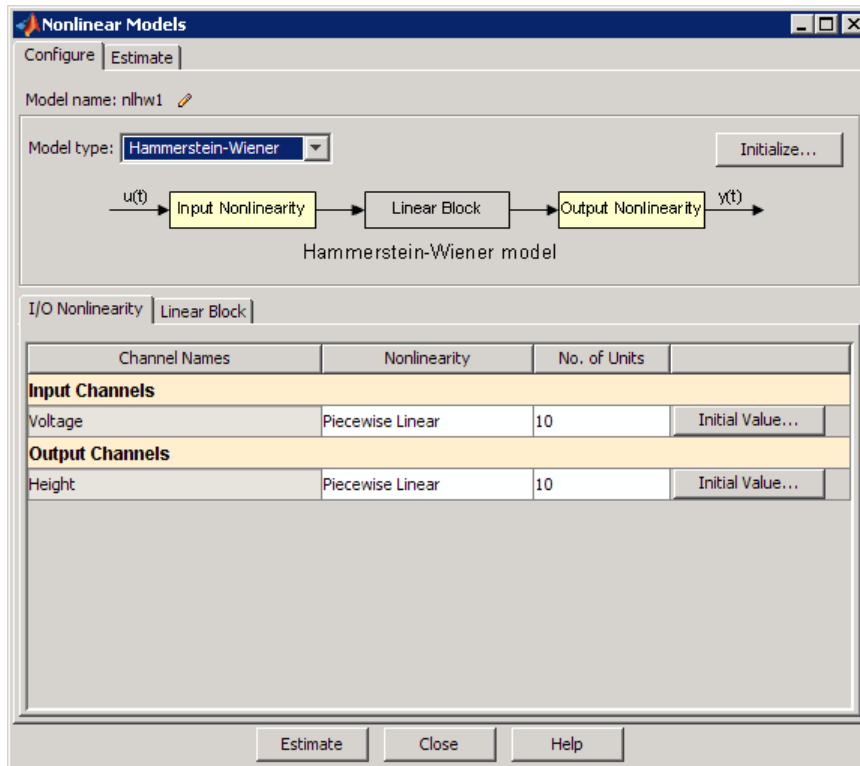 Nonlinear Models
Configure Estimate
Model name: nlhw1
Model type: Hammerstein-Wiener Initialize...
u(t) Input Nonlinearity Linear Block Output Nonlinearity y(t)
Hammerstein-Wiener model
I/O Nonlinearity Linear Block
Channel Names Nonlinearity No. of Units
Input Channels
Voltage Piecewise Linear 10 Initial Value...
Output Channels
Height Piecewise Linear 10 Initial Value...
Estimate Close Help